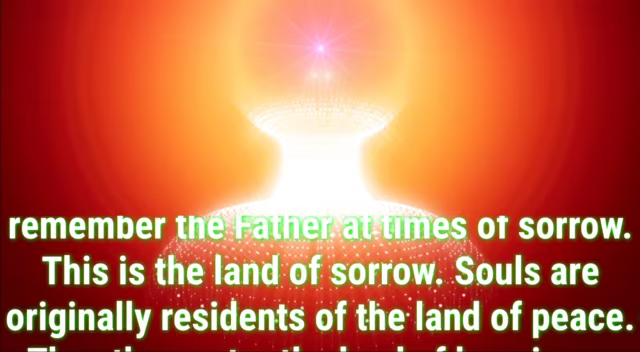 remember the Father at times of sorrow.
This is the land of sorrow. Souls are
originally residents of the land of peace.